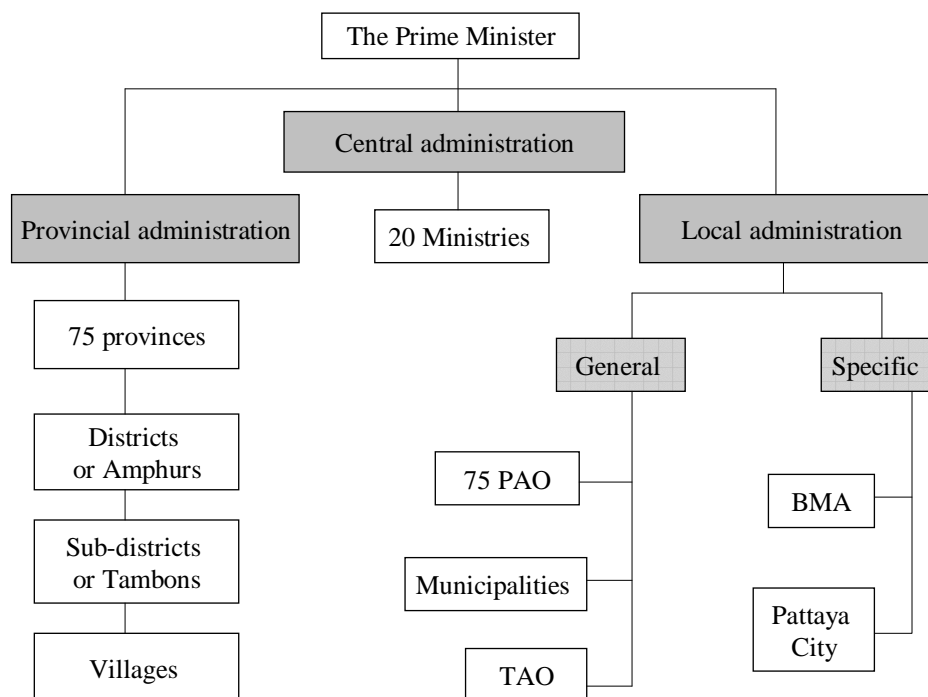 The Prime Minister
Central administration
Provincial administration
20 Ministries
Local administration
75 provinces
General
Specific
Districts
or Amphurs
75 PAO
BMA
Sub-districts
or Tambons
Municipalities
Pattaya
City
Villages
TAO